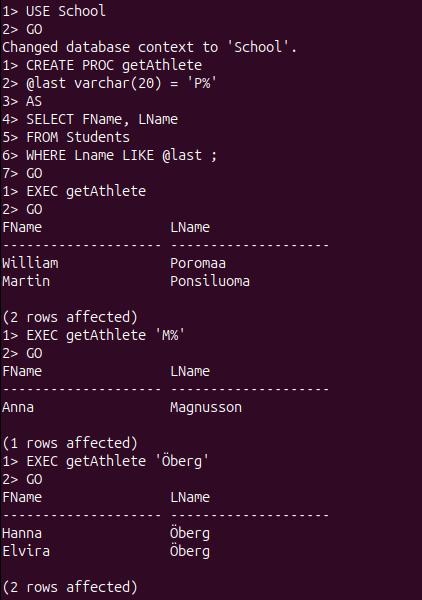 1> USE School
2> GO
Changed database context to 'School'.
1> CREATE PROC getAthlete
2> @last varchar(20) = 'P%'
3> AS
4> SELECT FName, LName
5> FROM Students
6> WHERE Lname LIKE @last ;
7> GO
1> EXEC getAthlete
2> GO
FName                LName
-------------------- --------------------
William              Poromaa
Martin               Ponsiluoma

(2 rows affected)
1> EXEC getAthlete 'M%'
2> GO
FName                LName
-------------------- --------------------
Anna                 Magnusson

(1 rows affected)
1> EXEC getAthlete 'Öberg'
2> GO
FName                LName
-------------------- --------------------
Hanna                Öberg
Elvira               Öberg

(2 rows affected)